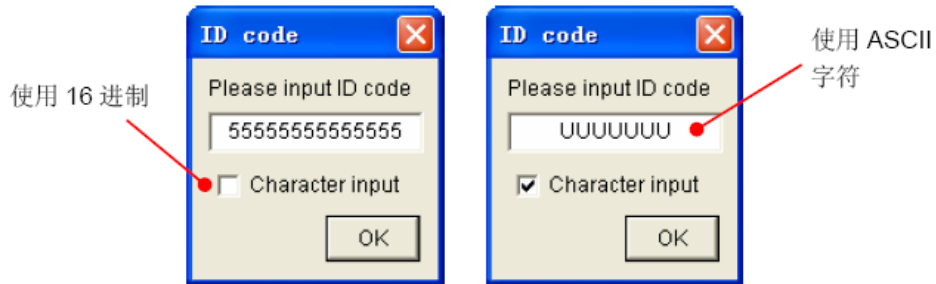 使用 16 进制
ID code
Please input ID code
55555555555555
Character input
OK
ID code
Please input ID code
UUUUUUU
Character input
OK
使用 ASCII
字符